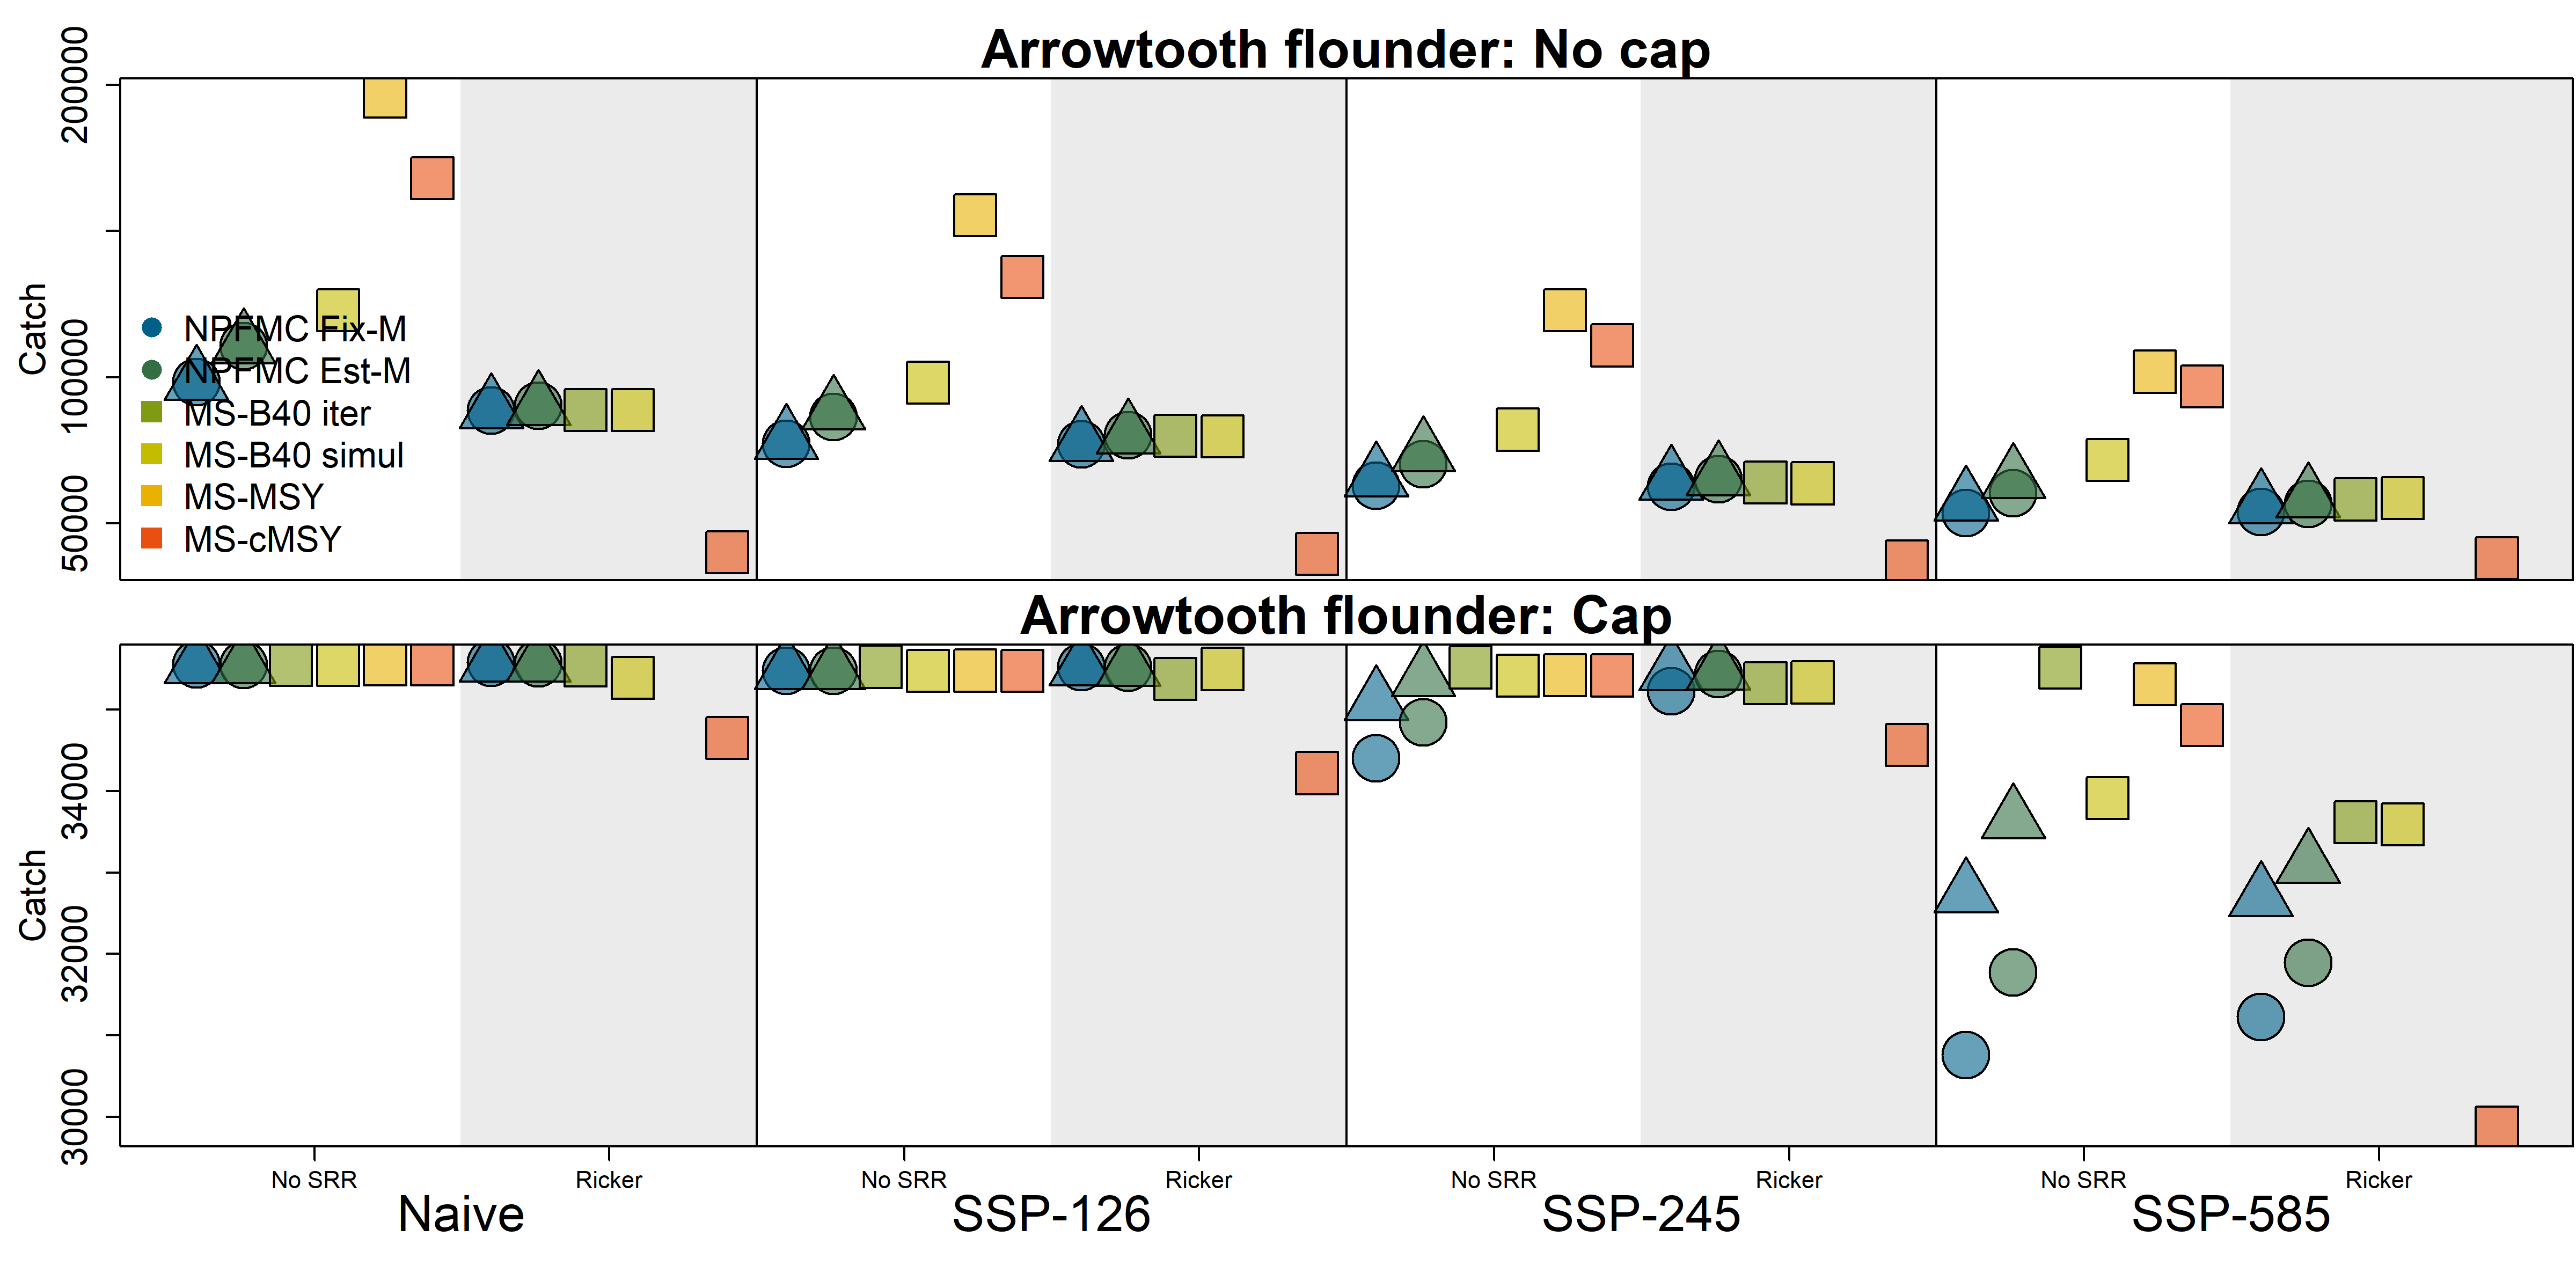 Arrowtooth flounder: No cap
200000
100000
50000
Catch
NPFMC Fix-M
NPFMC Est-M
MS-B40 iter
MS-B40 simul
MS-MSY
MS-cMSY
Arrowtooth flounder: Cap
34000
32000
30000
Catch
No SRR Ricker No SRR Ricker No SRR Ricker No SRR Ricker
Naive SSP-126 SSP-245 SSP-585